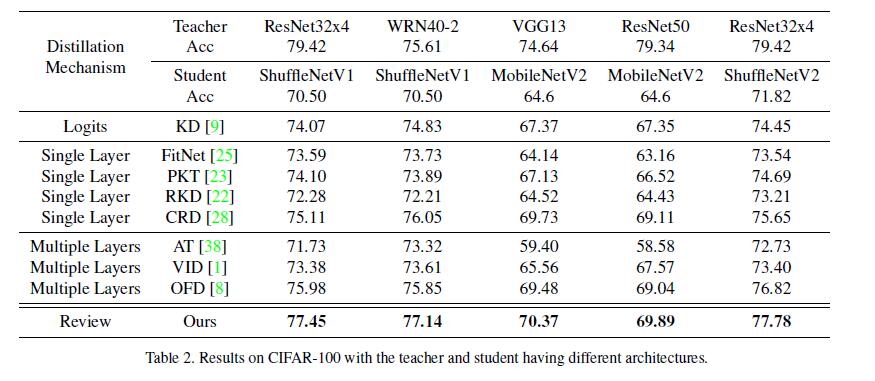 Distillation Mechanism Teacher ResNet32x4 WRN40-2 VGG13 ResNet50 ResNet32x4
Acc 79.42 75.61 74.64 79.34 79.42
Student ShuffleNetV1 ShuffleNetV1 MobileNetV2 MobileNetV2 ShuffleNetV2
Acc 70.50 70.50 64.6 64.6 71.82
Logits KD [9] 74.07 74.83 67.37 67.35 74.45
Single Layer FitNet [25] 73.59 73.73 64.14 63.16 73.54
Single Layer PKT [23] 74.10 73.89 67.13 66.52 74.69
Single Layer RKD [22] 72.28 72.21 64.52 64.43 73.21
Single Layer CRD [28] 75.11 76.05 69.73 69.11 75.65
Multiple Layers AT [38] 71.73 73.32 59.40 58.58 72.73
Multiple Layers VID [1] 73.38 73.61 65.56 67.57 73.40
Multiple Layers OFD [8] 75.98 75.85 69.48 69.04 76.82
Review Ours 77.45 77.14 70.37 69.89 77.78
Table 2. Results on CIFAR-100 with the teacher and student having different architectures.